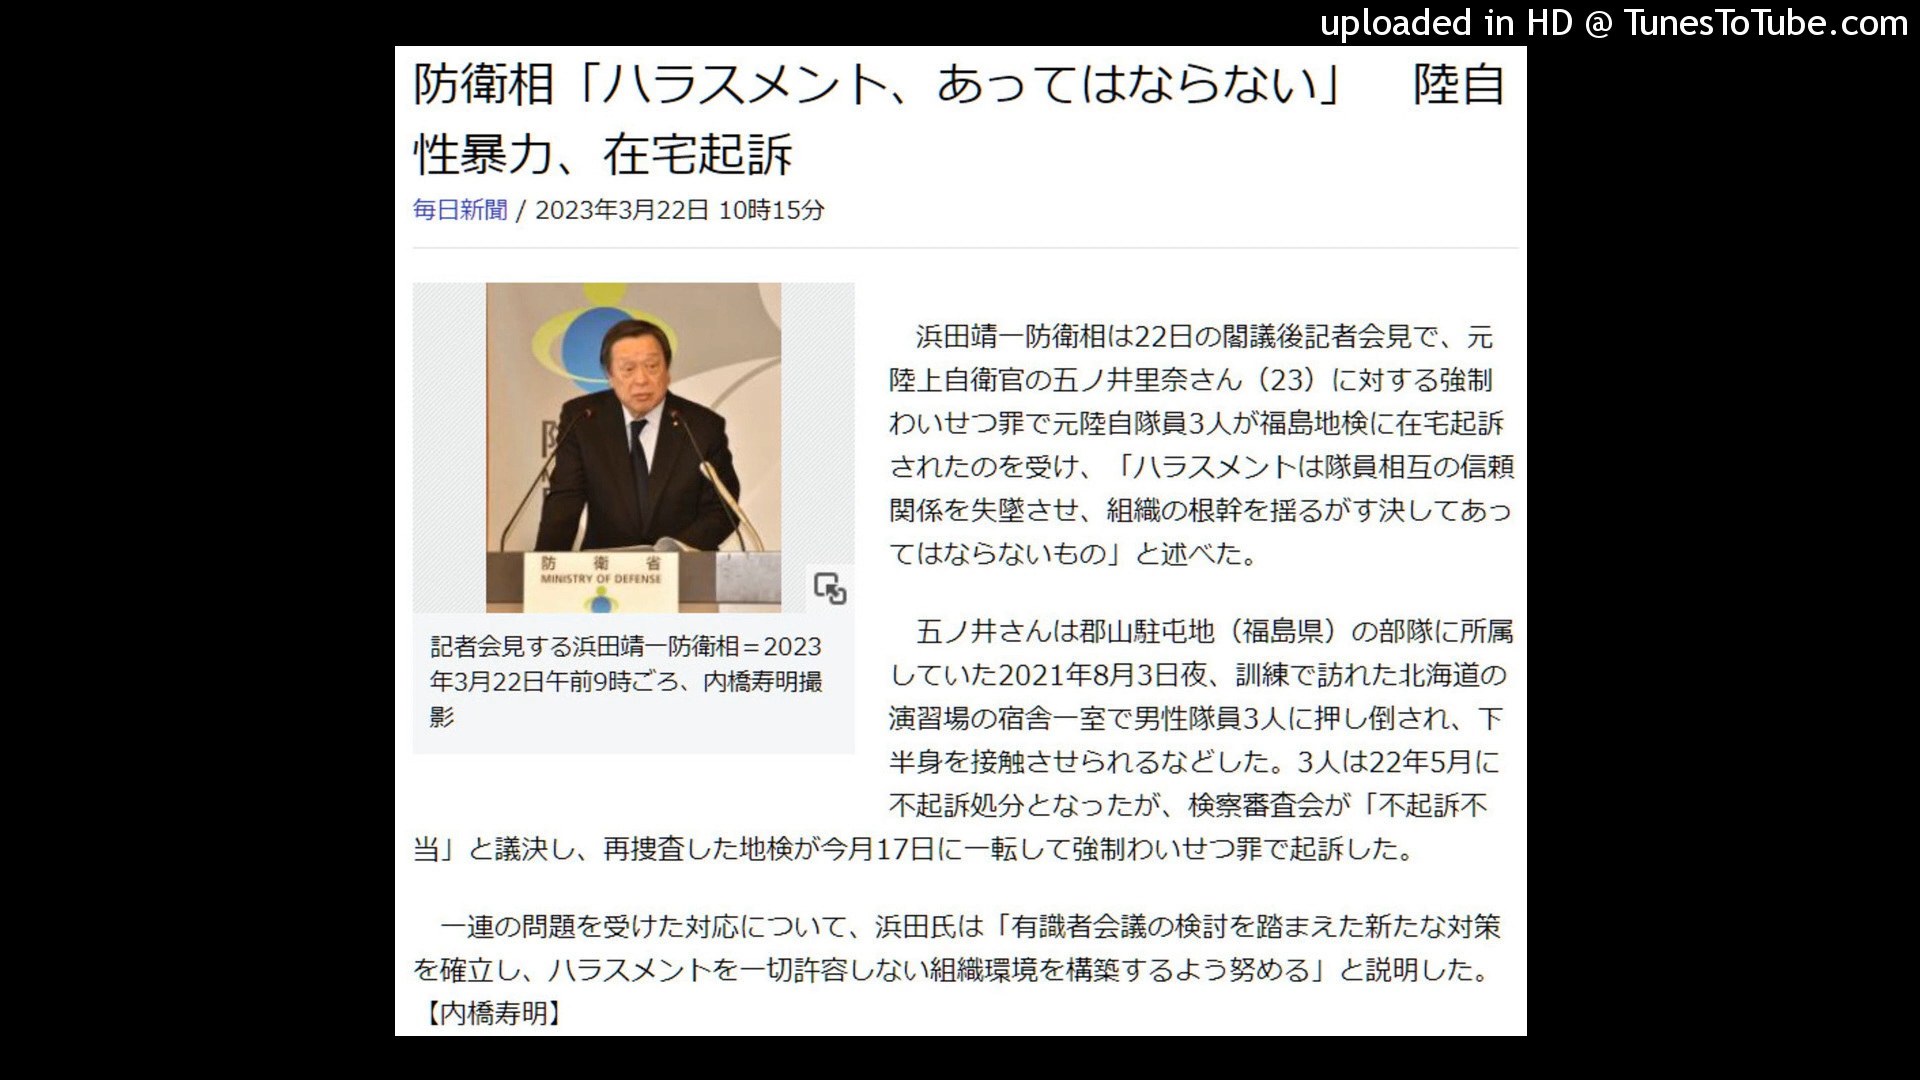 uploaded in HD @ TunesToTube.com
防衛相「ハラスメント、あってはならない」　陸自
性暴力、在宅起訴
毎日新聞 / 2023年3月22日 10時15分
防 衛 省
MINISTRY OF DEFENSE
記者会見する浜田靖一防衛相＝2023
年3月22日午前9時ごろ、内橋寿明撮
影
　浜田靖一防衛相は22日の閣議後記者会見で、元
陸上自衛官の五ノ井里奈さん（23）に対する強制
わいせつ罪で元陸自隊員3人が福島地検に在宅起訴
されたのを受け、「ハラスメントは隊員相互の信頼
関係を失墜させ、組織の根幹を揺るがす決してあっ
てはならないもの」と述べた。
　五ノ井さんは郡山駐屯地（福島県）の部隊に所属
していた2021年8月3日夜、訓練で訪れた北海道の
演習場の宿舎一室で男性隊員3人に押し倒され、下
半身を接触させられるなどした。3人は22年5月に
不起訴処分となったが、検察審査会が「不起訴不
当」と議決し、再捜査した地検が今月17日に一転して強制わいせつ罪で起訴した。
　一連の問題を受けた対応について、浜田氏は「有識者会議の検討を踏まえた新たな対策
を確立し、ハラスメントを一切許容しない組織環境を構築するよう努める」と説明した。
【内橋寿明】